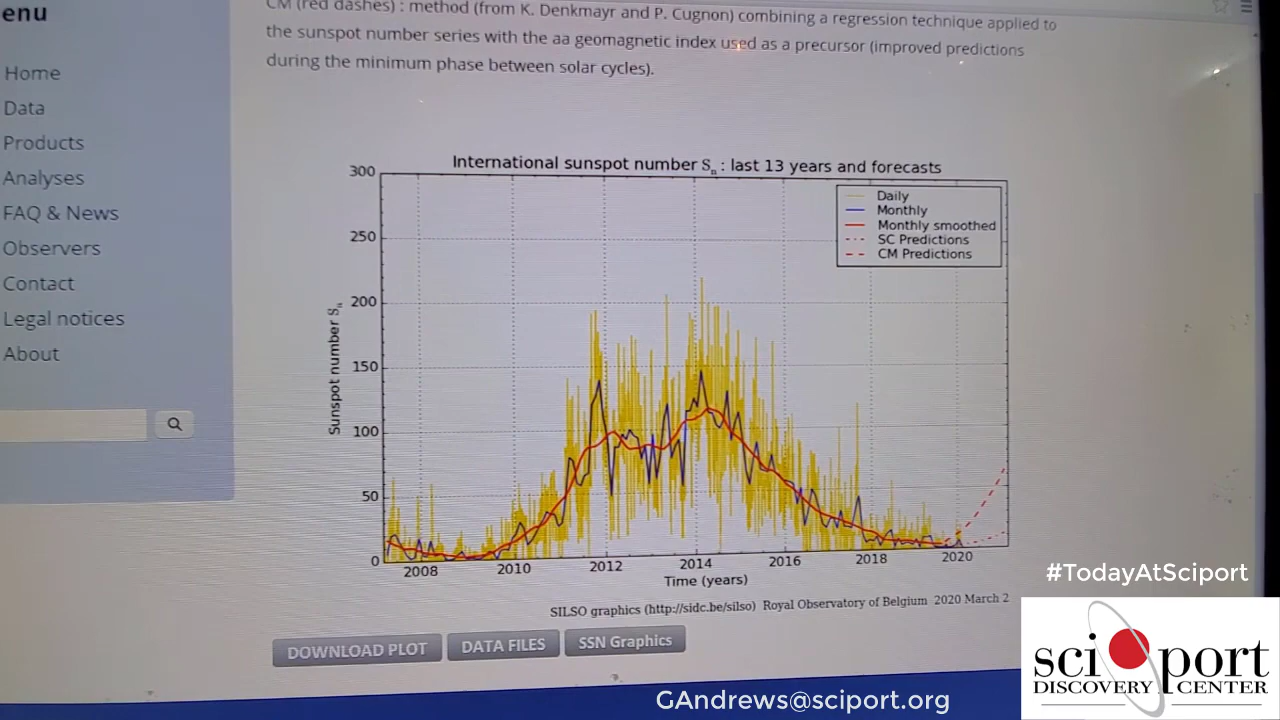 enu
Home
Data
Products
Analyses
FAQ & News
Observers
Contact
Legal notices
About
CM (red dashes) : method (from K. Denkmayr and P. Cugnon) combining a regression technique applied to
the sunspot number series with the aa geomagnetic index used as a precursor (improved predictions
during the minimum phase between solar cycles).
International sunspot number Sn : last 13 years and forecasts
300
250
200
150
100
50
0
Sunspot number Sn
Daily
Monthly
Monthly smoothed
SC Predictions
CM Predictions
2008 2010 2012 2014 2016 2018 2020
Time (years)
SILSO graphics (http://sidc.be/silso) Royal Observatory of Belgium 2020 March 2
DOWNLOAD PLOT DATA FILES SSN Graphics
#TodayAtSciport
sci port
DISCOVERY CENTER
GAndrews@sciport.org